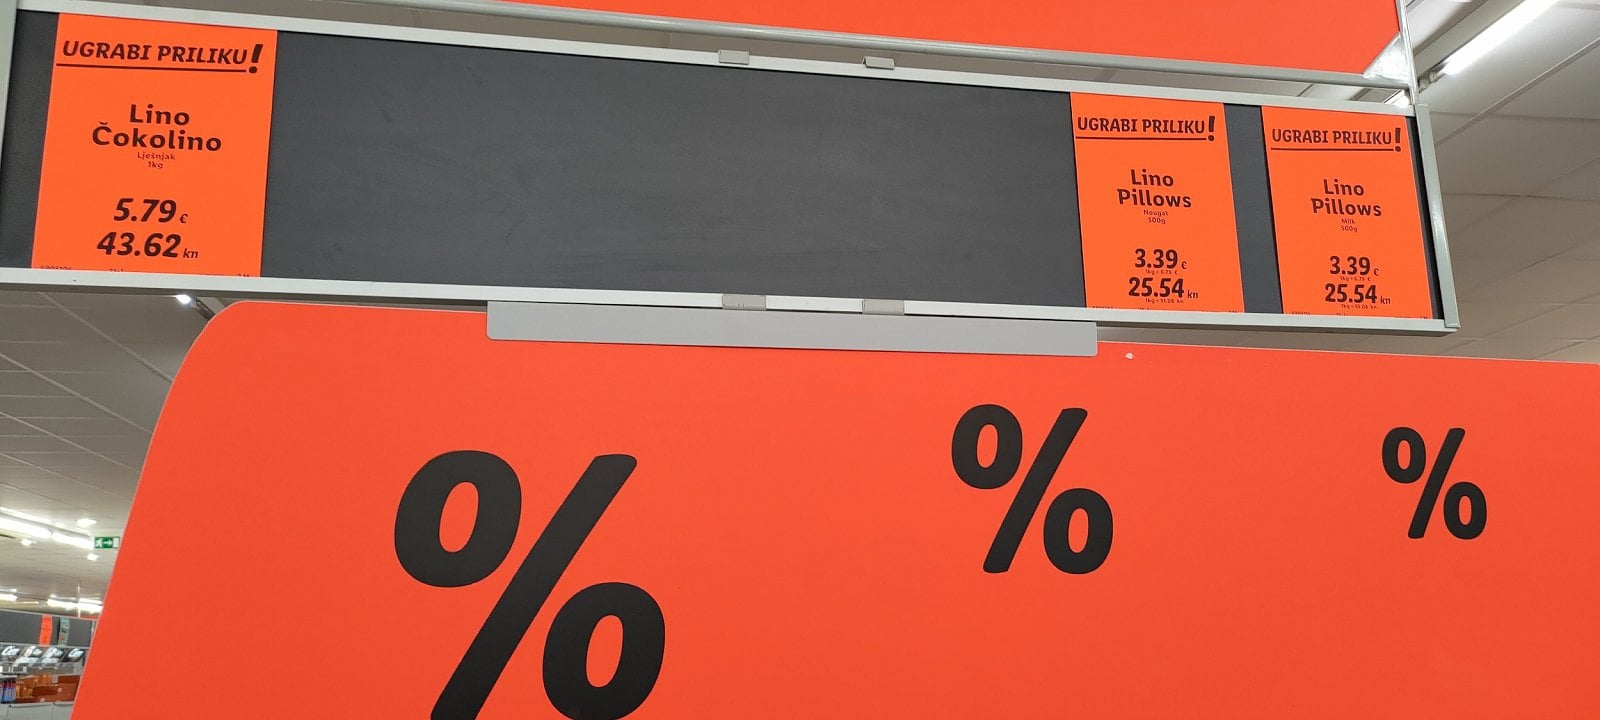 UGRABI PRILIKU!
Lino
Čokolino
Lješnjak
1kg
5.79 €
43.62 kn
UGRABI PRILIKU!
Lino
Pillows
Nougat
500g
3.39 €
25.54 kn
UGRABI PRILIKU!
Lino
Pillows
Milk
500g
3.39 €
25.54 kn
% % %